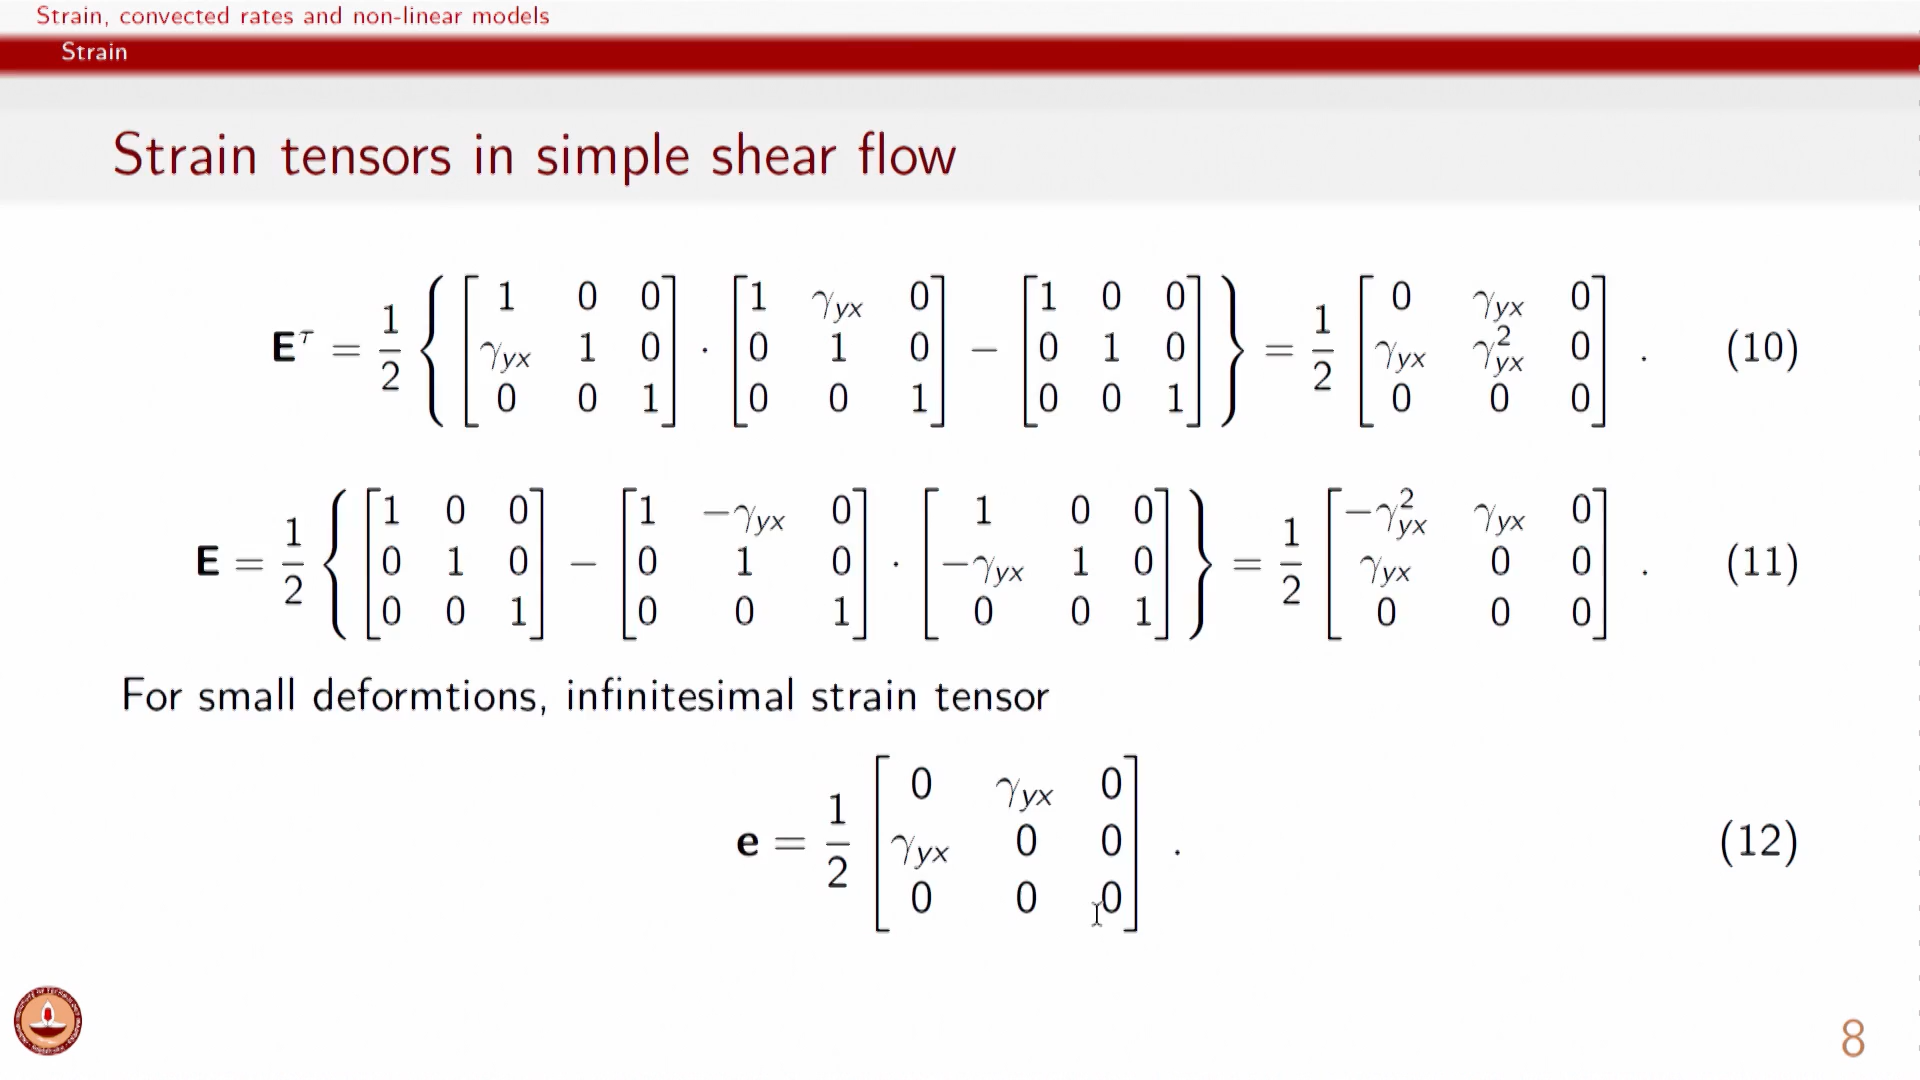 Strain, convected rates and non-linear models
Strain
Strain tensors in simple shear flow
E^τ = 1/2 { [1 0 0; γ_yx 1 0; 0 0 1] · [1 γ_yx 0; 0 1 0; 0 0 1] − [1 0 0; 0 1 0; 0 0 1] } = 1/2 [0 γ_yx 0; γ_yx γ_yx^2 0; 0 0 0] . (10)
E = 1/2 { [1 0 0; 0 1 0; 0 0 1] − [1 −γ_yx 0; 0 1 0; 0 0 1] · [1 0 0; −γ_yx 1 0; 0 0 1] } = 1/2 [−γ_yx^2 γ_yx 0; γ_yx 0 0; 0 0 0] . (11)
For small deformtions, infinitesimal strain tensor
e = 1/2 [0 γ_yx 0; γ_yx 0 0; 0 0 0] . (12)
8